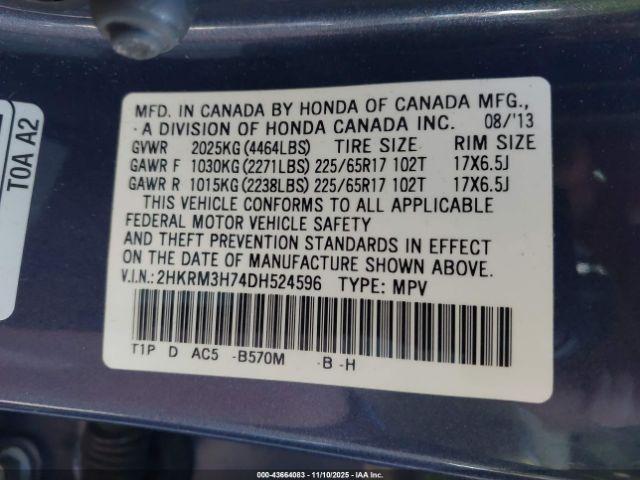 MFD. IN CANADA BY HONDA OF CANADA MFG.,
A DIVISION OF HONDA CANADA INC. 08/'13
GVWR 2025KG (4464LBS) TIRE SIZE RIM SIZE
GAWR F 1030KG (2271LBS) 225/65R17 102T 17X6.5J
GAWR R 1015KG (2238LBS) 225/65R17 102T 17X6.5J
THIS VEHICLE CONFORMS TO ALL APPLICABLE
FEDERAL MOTOR VEHICLE SAFETY
AND THEFT PREVENTION STANDARDS IN EFFECT
ON THE DATE OF MANUFACTURE SHOWN ABOVE.
V.I.N.: 2HKRM3H74DH524596 TYPE: MPV
T1P D AC5 -B570M -B -H
T0A A2
000-43664083 - 11/10/2025 - IAA Inc.